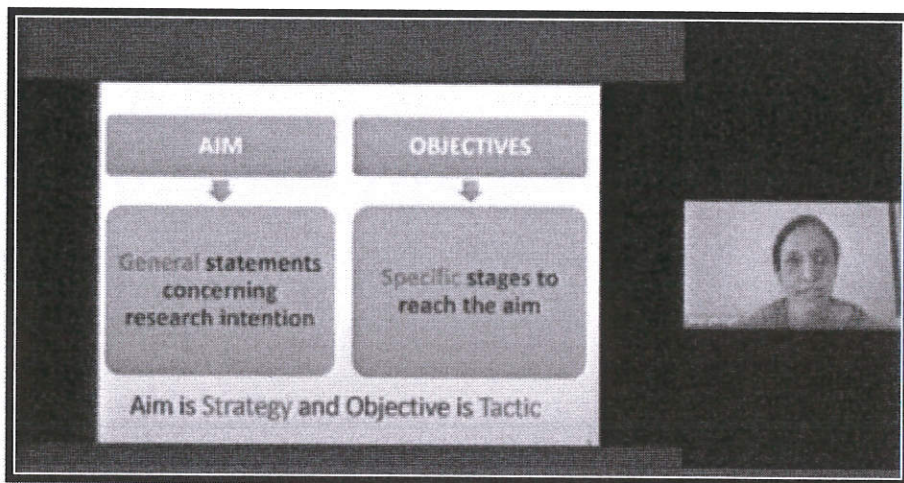 AIM
OBJECTIVES
General statements
concerning
research intention
Specific stages to
reach the aim
Aim is Strategy and Objective is Tactic